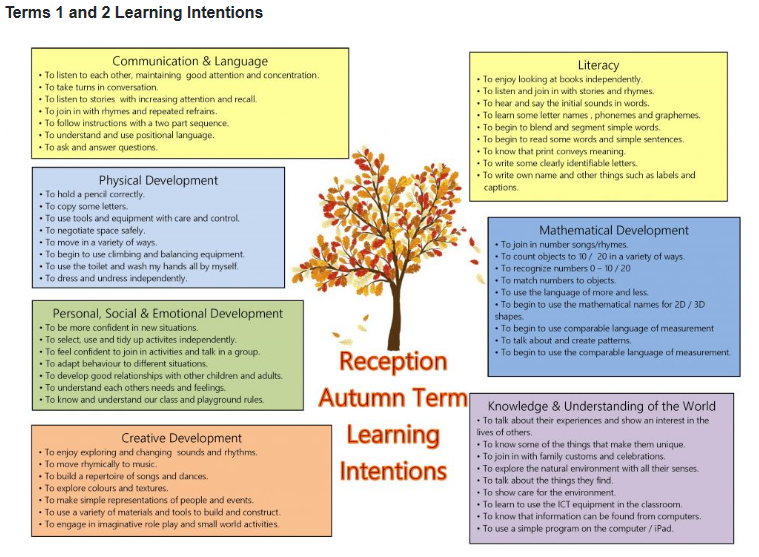 Terms 1 and 2 Learning Intentions
Communication & Language
• To listen to each other, maintaining good attention and concentration.
• To take turns in conversation.
• To listen to stories with increasing attention and recall.
• To join in with rhymes and repeated refrains.
• To follow instructions with a two part sequence.
• To understand and use positional language.
• To ask and answer questions.
Physical Development
• To hold a pencil correctly.
• To copy some letters.
• To use tools and equipment with care and control.
• To negotiate space safely.
• To move in a variety of ways.
• To begin to use climbing and balancing equipment.
• To use the toilet and wash my hands all by myself.
• To dress and undress independently.
Personal, Social & Emotional Development
• To be more confident in new situations.
• To select, use and tidy up activites independently.
• To feel confident to join in activities and talk in a group.
• To adapt behaviour to different situations.
• To develop good relationships with other children and adults.
• To understand each others needs and feelings.
• To know and understand our class and playground rules.
Creative Development
• To enjoy exploring and changing sounds and rhythms.
• To move rhymically to music.
• To build a repertoire of songs and dances.
• To explore colours and textures.
• To make simple representations of people and events.
• To use a variety of materials and tools to build and construct.
• To engage in imaginative role play and small world activities.
Reception
Autumn Term
Learning
Intentions
Literacy
• To enjoy looking at books independently.
• To listen and join in with stories and rhymes.
• To hear and say the initial sounds in words.
• To learn some letter names , phonemes and graphemes.
• To begin to blend and segment simple words.
• To begin to read some words and simple sentences.
• To know that print conveys meaning.
• To write some clearly identifiable letters.
• To write own name and other things such as labels and
captions.
Mathematical Development
• To join in number songs/rhymes.
• To count objects to 10 / 20 in a variety of ways.
• To recognize numbers 0 – 10 / 20
• To match numbers to objects.
• To use the language of more and less.
• To begin to use the mathematical names for 2D / 3D
shapes.
• To begin to use comparable language of measurement
• To talk about and create patterns.
• To begin to use the comparable language of measurement.
Knowledge & Understanding of the World
• To talk about their experiences and show an interest in the
lives of others.
• To know some of the things that make them unique.
• To join in with family customs and celebrations.
• To explore the natural environment with all their senses.
• To talk about the things they find.
• To show care for the environment.
• To learn to use the ICT equipment in the classroom.
• To know that information can be found from computers.
• To use a simple program on the computer / iPad.